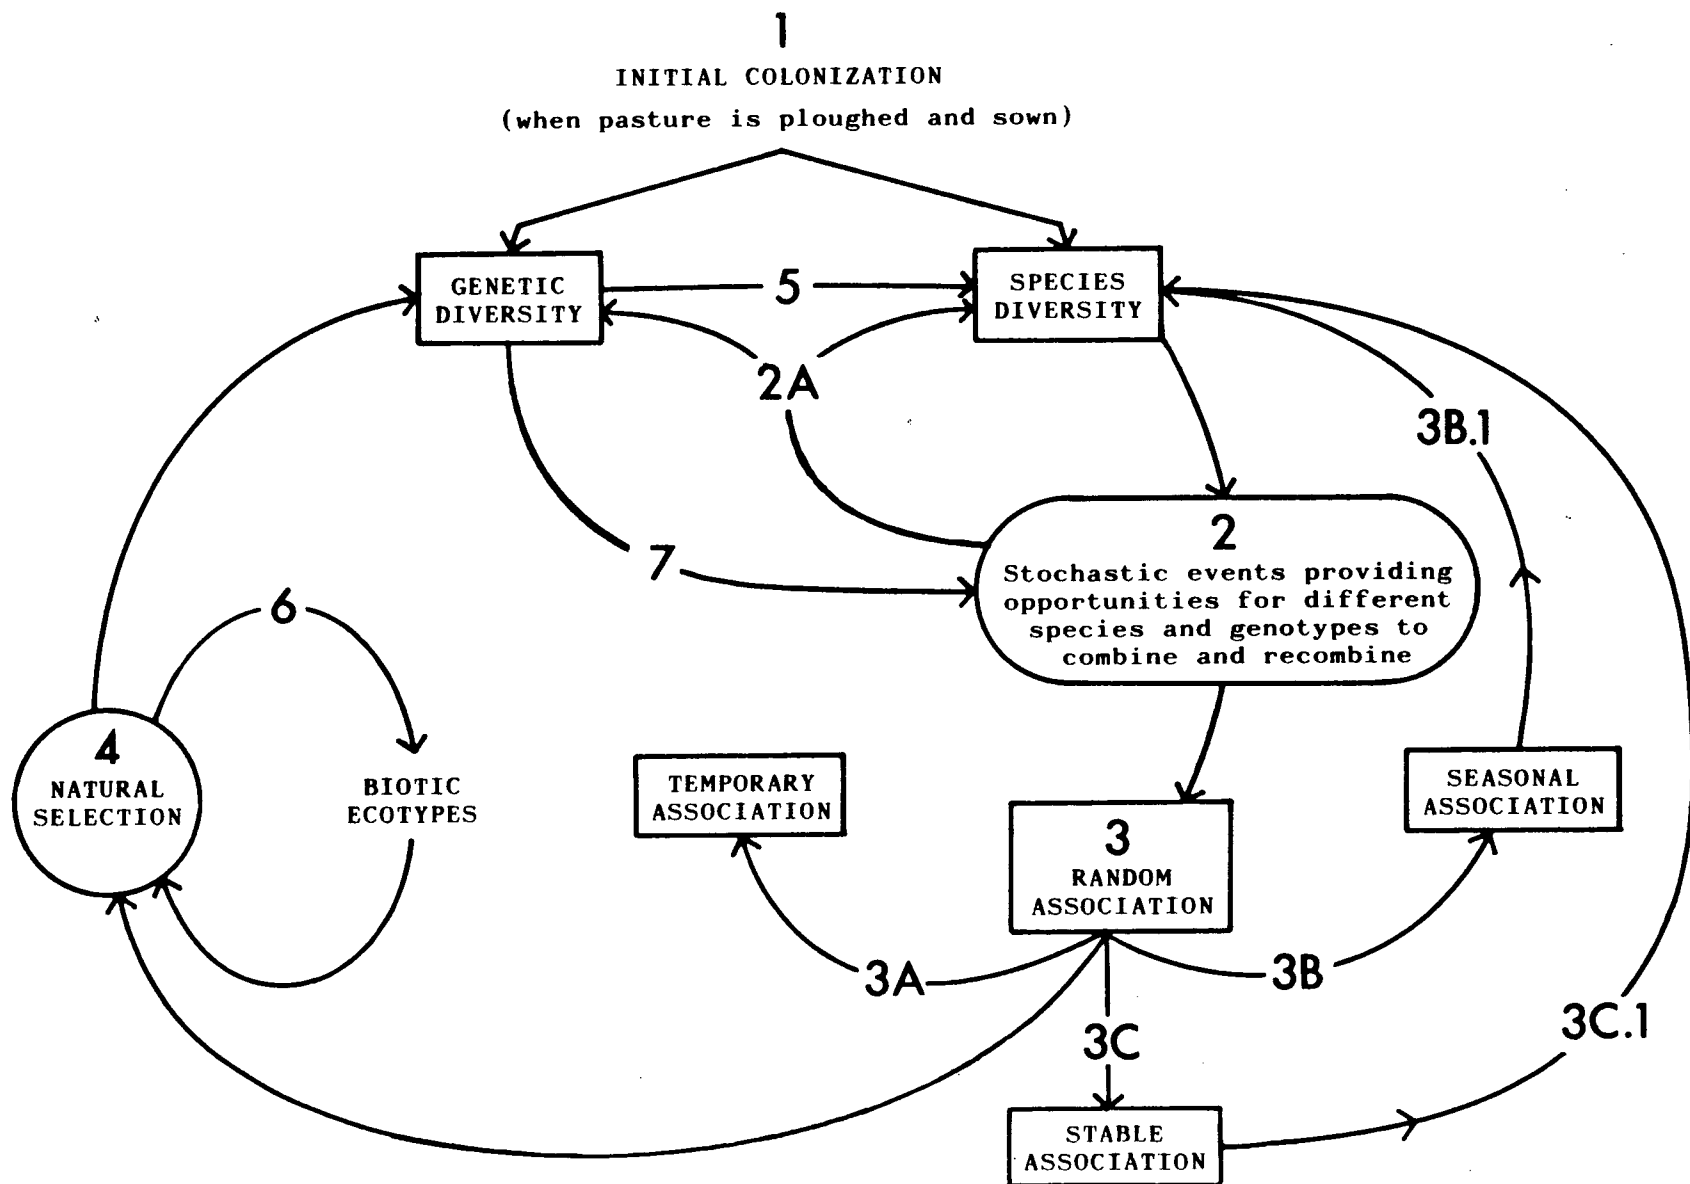 1
INITIAL COLONIZATION
(when pasture is ploughed and sown)
GENETIC
DIVERSITY
5
SPECIES
DIVERSITY
2A
3B.1
7
2
Stochastic events providing
opportunities for different
species and genotypes to
combine and recombine
6
4
NATURAL
SELECTION
BIOTIC
ECOTYPES
TEMPORARY
ASSOCIATION
3
RANDOM
ASSOCIATION
SEASONAL
ASSOCIATION
3A
3B
3C
3C.1
STABLE
ASSOCIATION